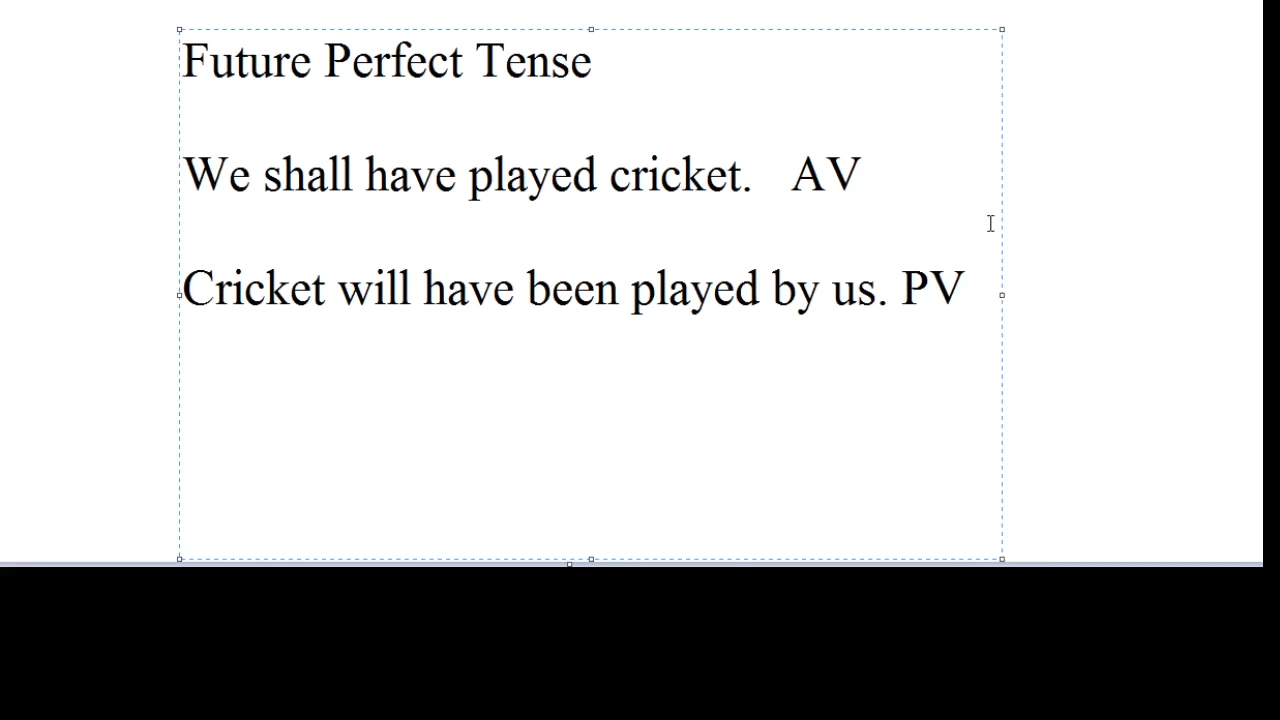 Future Perfect Tense
We shall have played cricket. AV
Cricket will have been played by us. PV